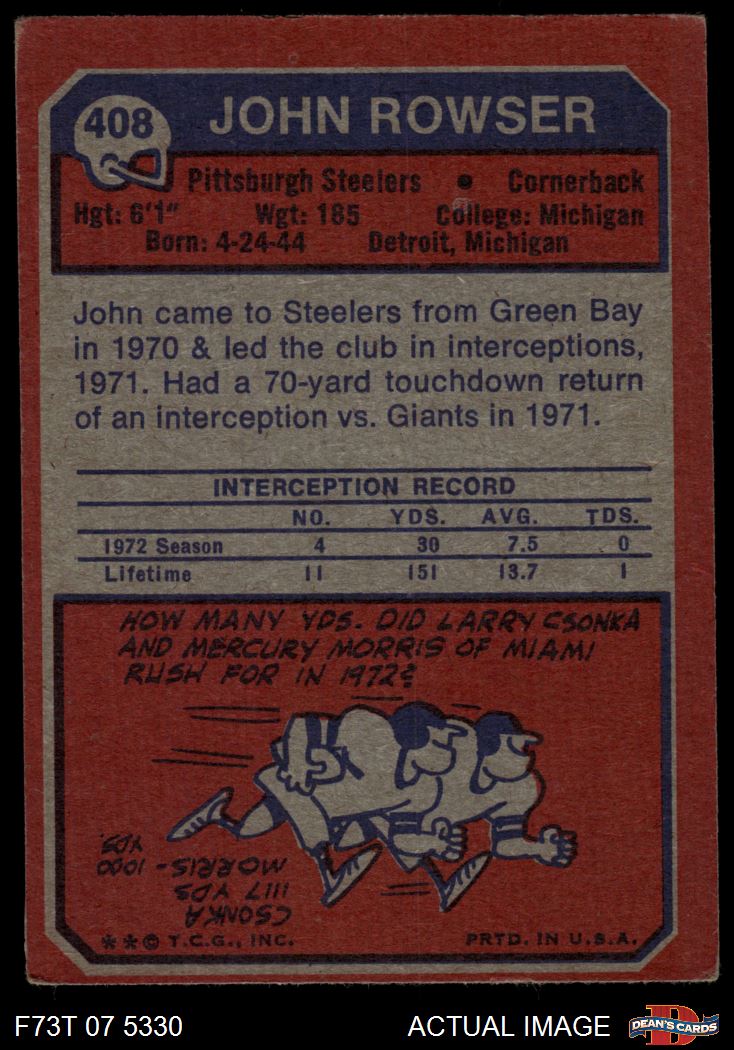 408
JOHN ROWSER
Pittsburgh Steelers • Cornerback
Hgt: 6'1" Wgt: 185 College: Michigan
Born: 4-24-44 Detroit, Michigan
John came to Steelers from Green Bay
in 1970 & led the club in interceptions,
1971. Had a 70-yard touchdown return
of an interception vs. Giants in 1971.
INTERCEPTION RECORD
NO. YDS. AVG. TDS.
1972 Season 4 30 7.5 0
Lifetime 11 151 13.7 1
HOW MANY YDS. DID LARRY CSONKA
AND MERCURY MORRIS OF MIAMI
RUSH FOR IN 1972?
CSONKA
1117 YDS
MORRIS - 1000
YDS.
* * © T.C.G., INC. PRTD. IN U.S.A.
F73T 07 5330 ACTUAL IMAGE
DEAN'S CARDS